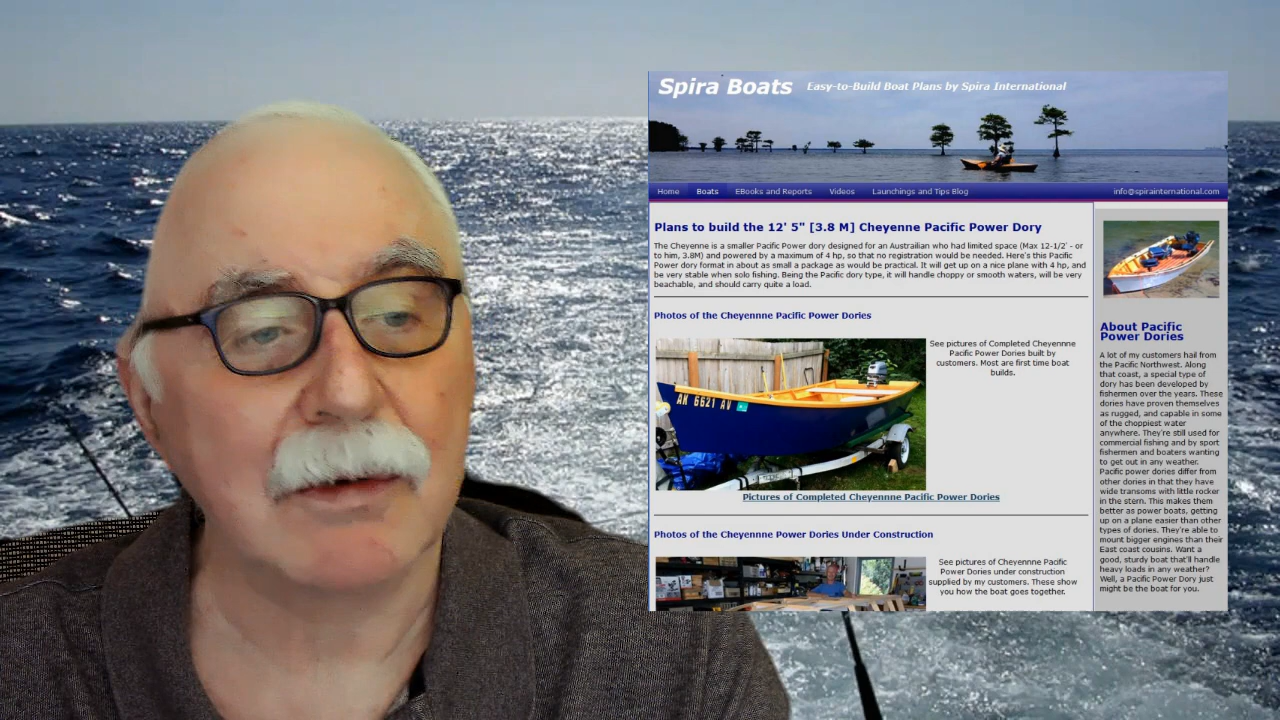 Spira Boats
Easy-to-Build Boat Plans by Spira International
Home Boats EBooks and Reports Videos Launchings and Tips Blog info@spirainternational.com
Plans to build the 12' 5" [3.8 M] Cheyenne Pacific Power Dory
The Cheyenne is a smaller Pacific Power dory designed for an Austrailian who had limited space (Max 12-1/2' - or
to him, 3.8M) and powered by a maximum of 4 hp, so that no registration would be needed. Here's this Pacific
Power dory format in about as small a package as would be practical. It will get up on a nice plane with 4 hp, and
be very stable when solo fishing. Being the Pacific dory type, it will handle choppy or smooth waters, will be very
beachable, and should carry quite a load.
Photos of the Cheyennne Pacific Power Dories
AK 6621 AV
See pictures of Completed Cheyennne
Pacific Power Dories built by
customers. Most are first time boat
builds.
Pictures of Completed Cheyennne Pacific Power Dories
Photos of the Cheyennne Power Dories Under Construction
See pictures of Cheyennne Pacific
Power Dories under construction
supplied by my customers. These show
you how the boat goes together.
About Pacific
Power Dories
A lot of my customers hail from
the Pacific Northwest. Along
that coast, a special type of
dory has been developed by
fishermen over the years. These
dories have proven themselves
as rugged, and capable in some
of the choppiest water
anywhere. They're still used for
commercial fishing and by sport
fishermen and boaters wanting
to get out in any weather.
Pacific power dories differ from
other dories in that they have
wide transoms with little rocker
in the stern. This makes them
better as power boats, getting
up on a plane easier than other
types of dories. They're able to
mount bigger engines than their
East coast cousins. Want a
good, sturdy boat that'll handle
heavy loads in any weather?
Well, a Pacific Power Dory just
might be the boat for you.